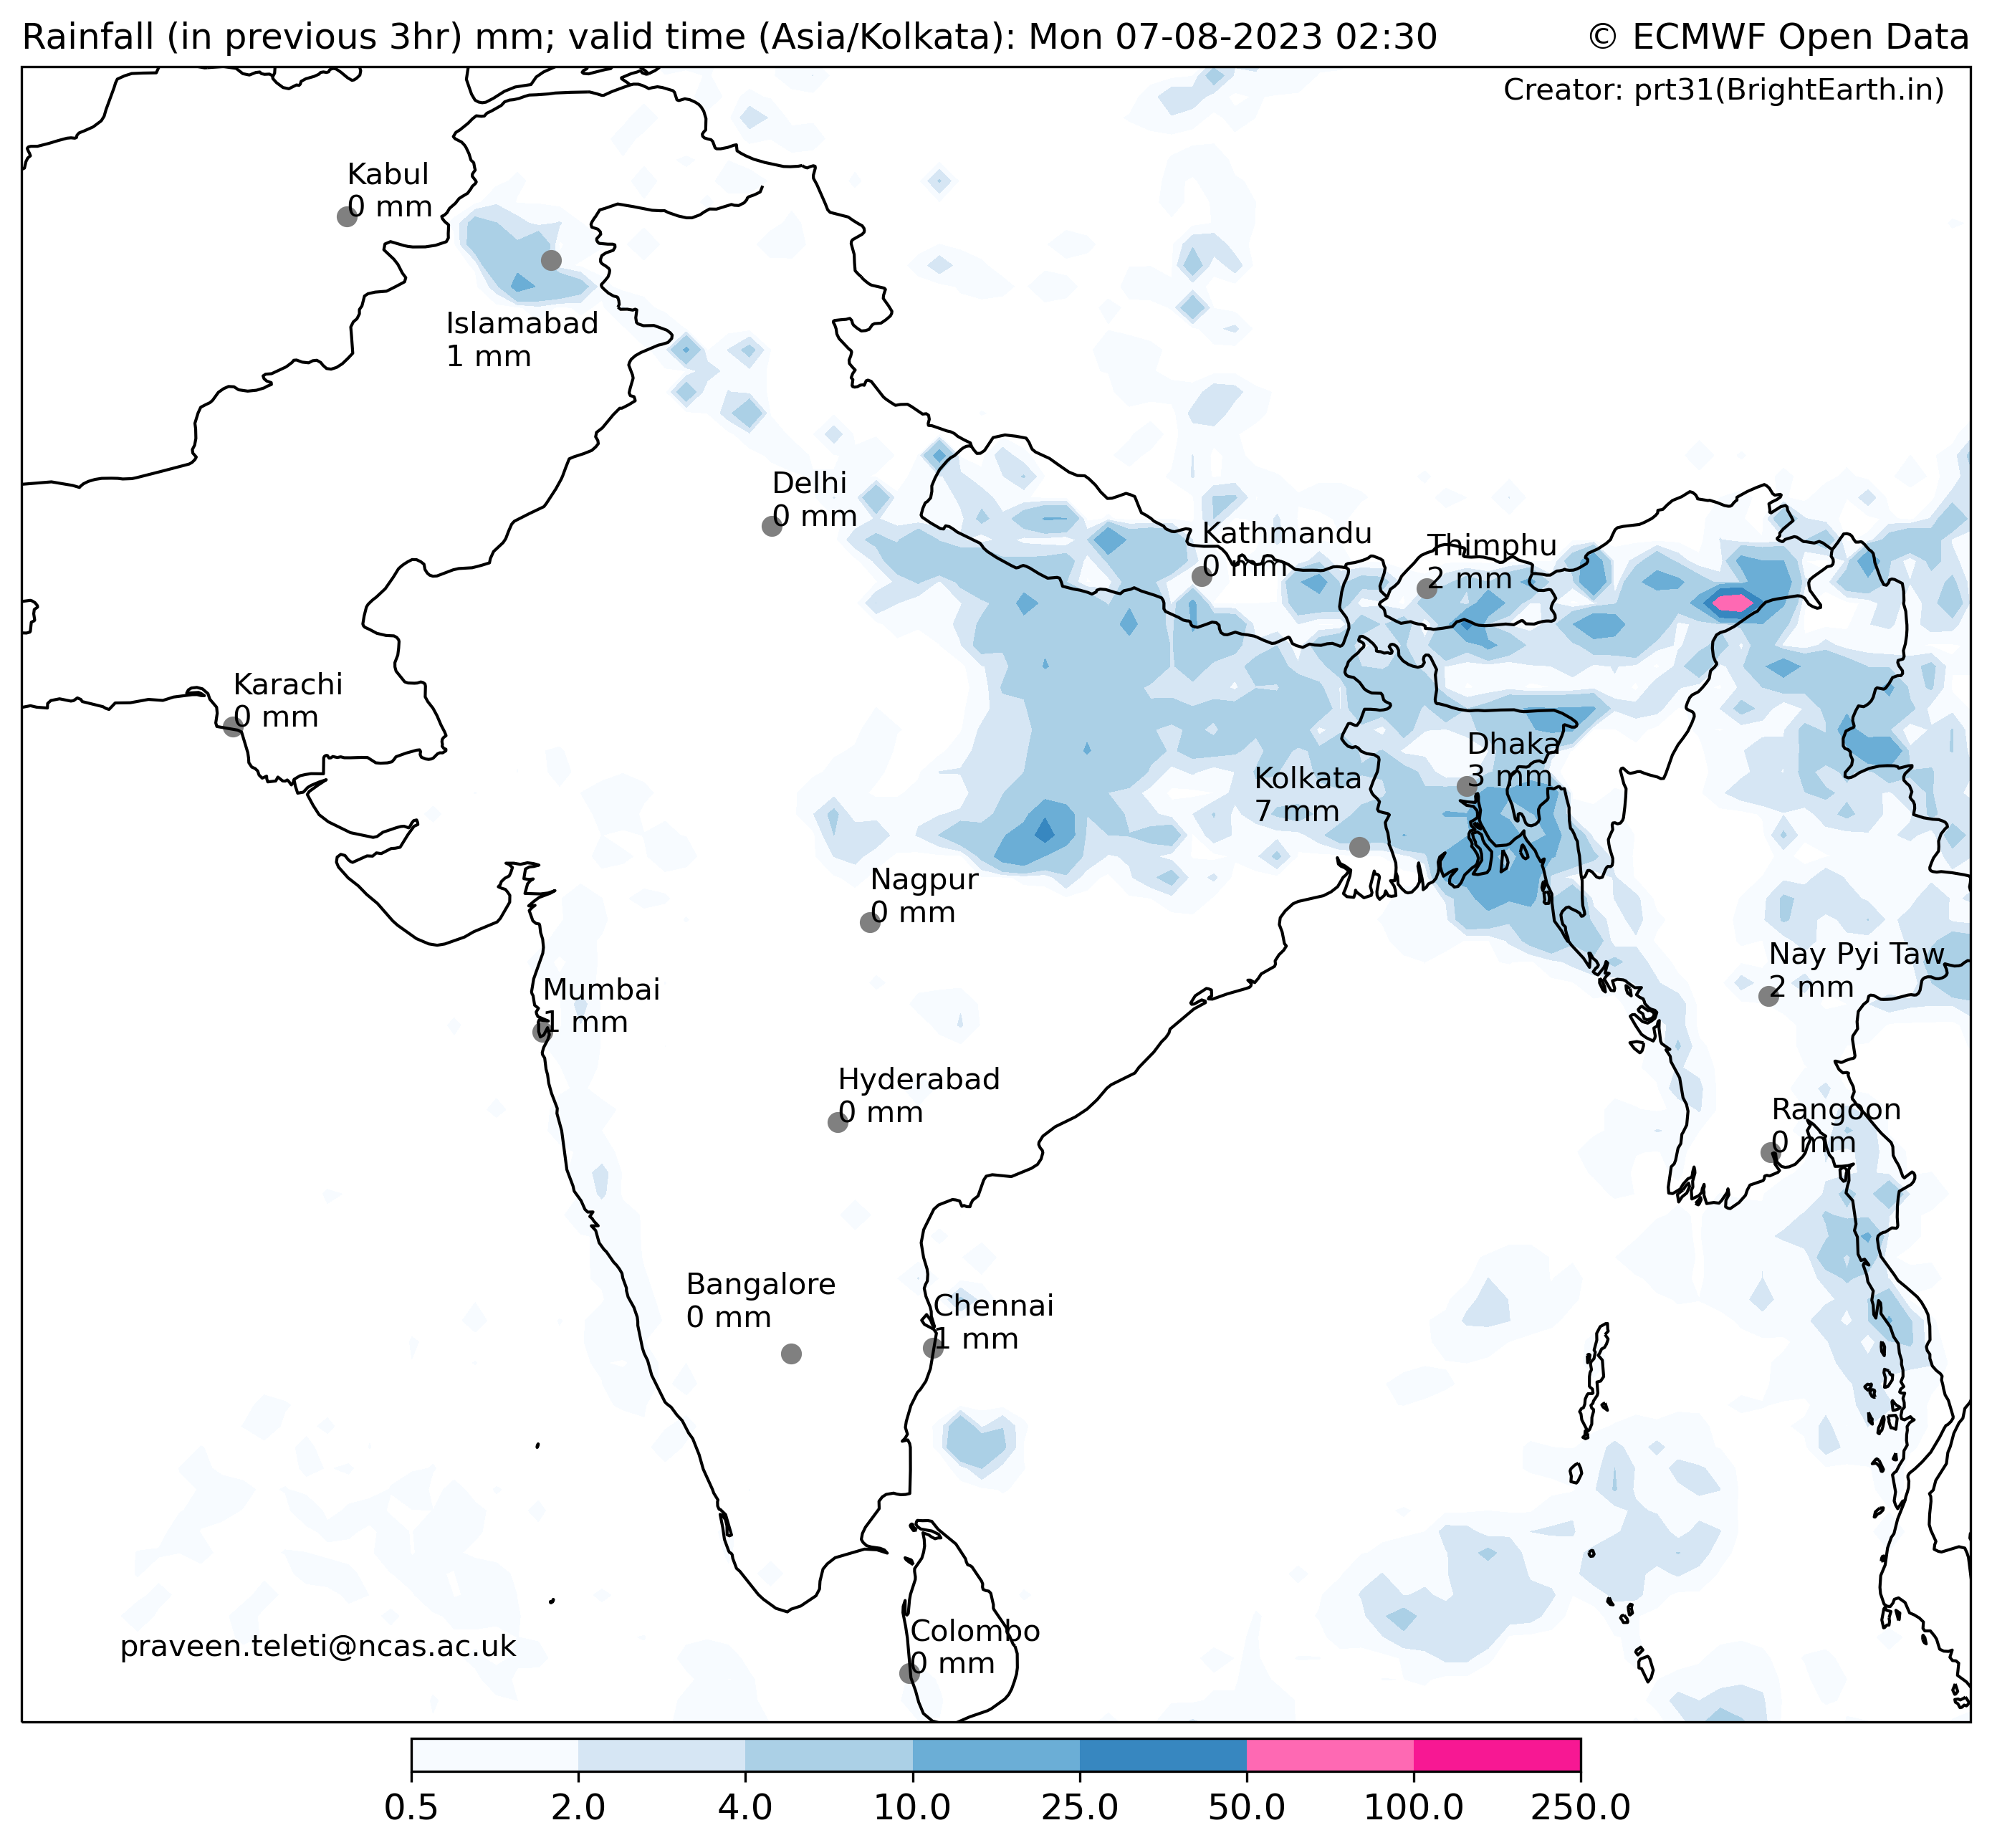 Rainfall (in previous 3hr) mm; valid time (Asia/Kolkata): Mon 07-08-2023 02:30
© ECMWF Open Data
Creator: prt31(BrightEarth.in)
Kabul
0 mm
Islamabad
1 mm
Delhi
0 mm
Kathmandu
0 mm
Thimphu
2 mm
Karachi
0 mm
Dhaka
3 mm
Kolkata
7 mm
Nagpur
0 mm
Nay Pyi Taw
2 mm
Mumbai
1 mm
Hyderabad
0 mm
Rangoon
0 mm
Bangalore
0 mm
Chennai
1 mm
Colombo
0 mm
praveen.teleti@ncas.ac.uk
0.5 2.0 4.0 10.0 25.0 50.0 100.0 250.0